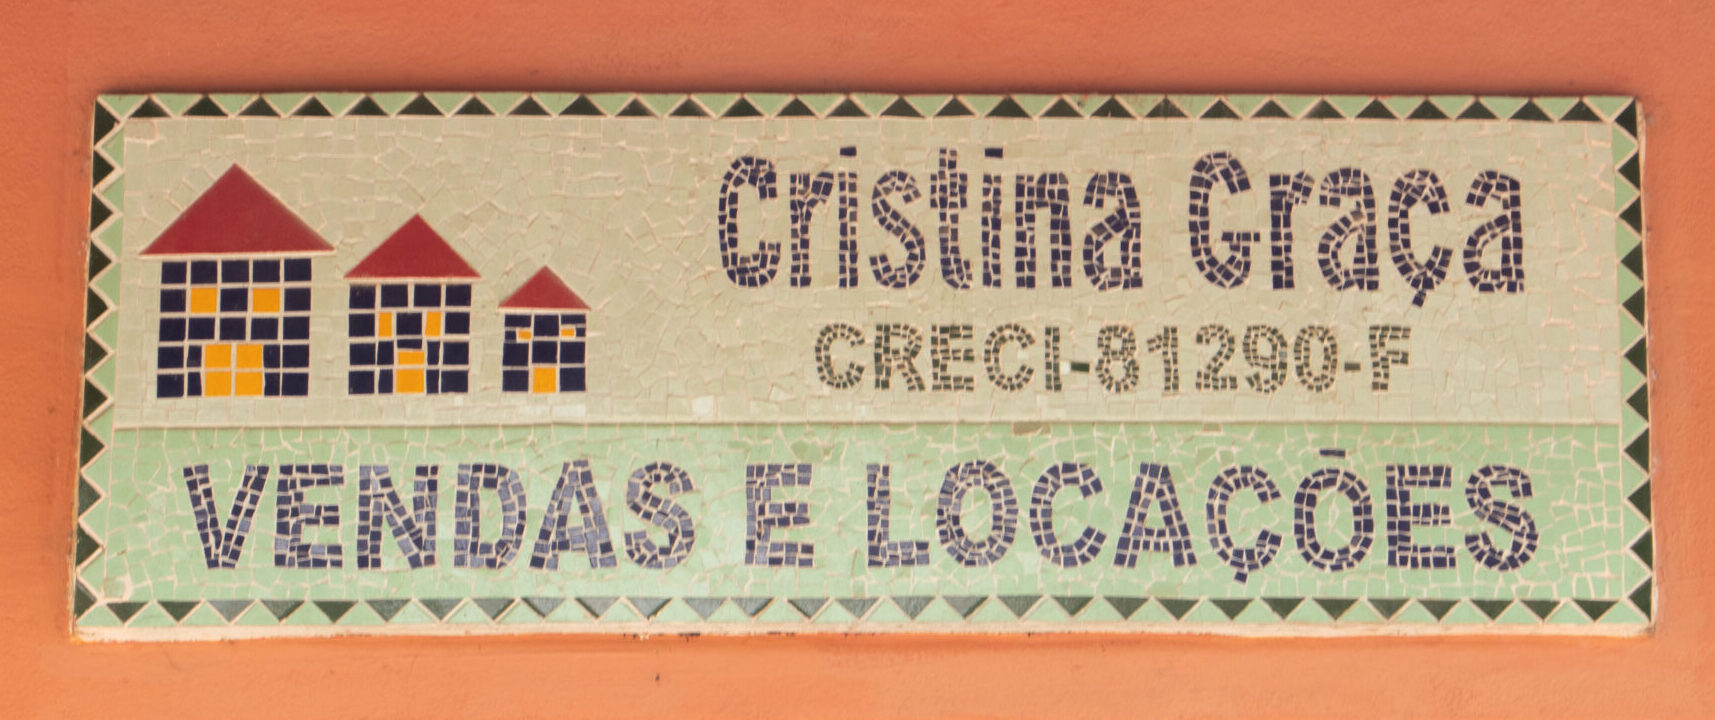 Cristina Graça
CRECI-81290-F
VENDAS E LOCAÇÕES